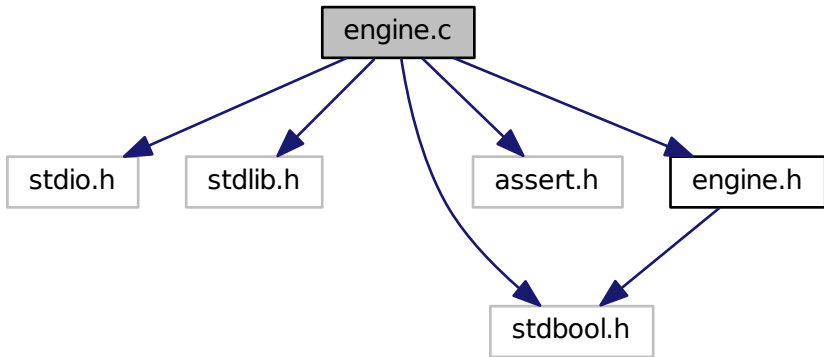 engine.c
stdio.h
stdlib.h
assert.h
engine.h
stdbool.h